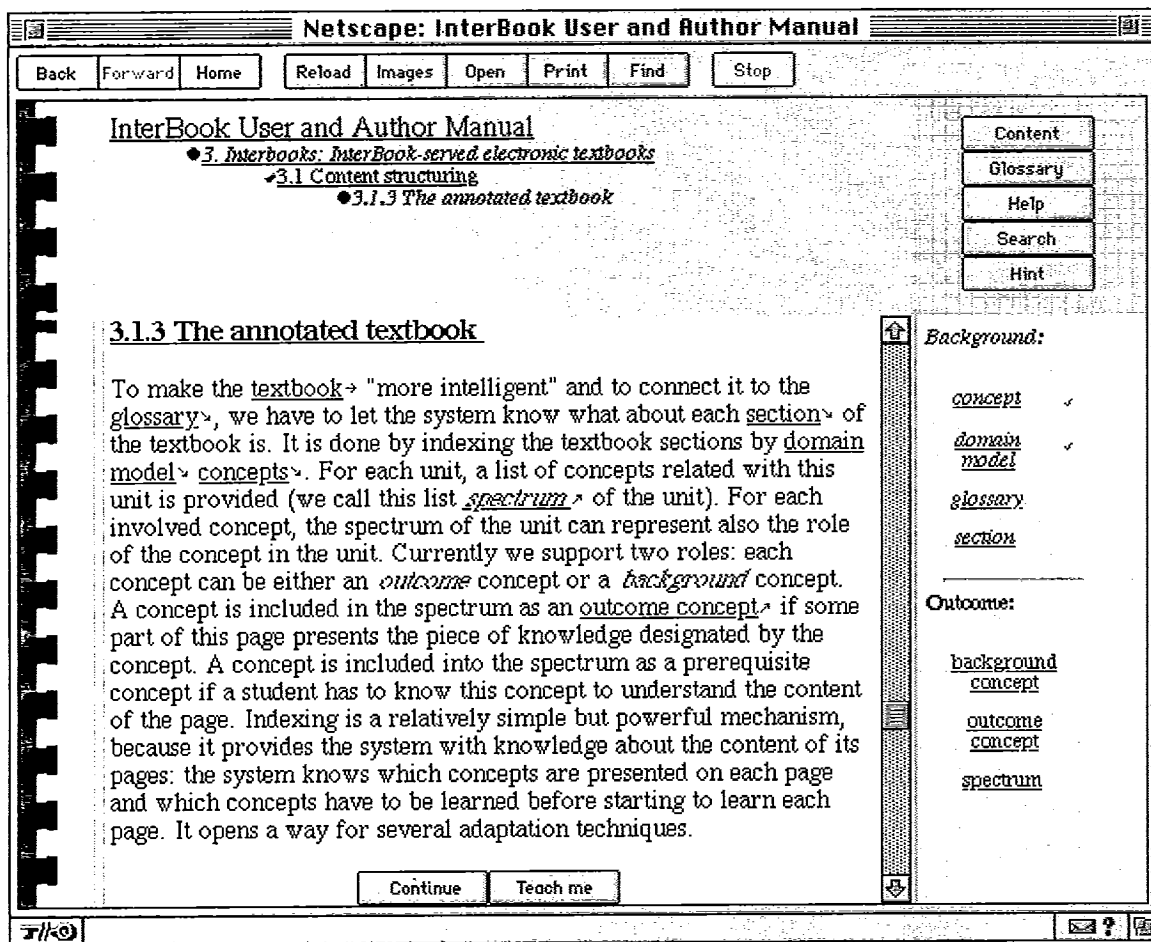 Netscape: InterBook User and Author Manual
Back Forward Home Reload Images Open Print Find Stop
InterBook User and Author Manual
3. Interbooks: InterBook-served electronic textbooks
3.1 Content structuring
3.1.3 The annotated textbook
Content
Glossary
Help
Search
Hint
3.1.3 The annotated textbook
To make the textbook "more intelligent" and to connect it to the
glossary, we have to let the system know what about each section of
the textbook is. It is done by indexing the textbook sections by domain
model concepts. For each unit, a list of concepts related with this
unit is provided (we call this list spectrum of the unit). For each
involved concept, the spectrum of the unit can represent also the role
of the concept in the unit. Currently we support two roles: each
concept can be either an outcome concept or a background concept.
A concept is included in the spectrum as an outcome concept if some
part of this page presents the piece of knowledge designated by the
concept. A concept is included into the spectrum as a prerequisite
concept if a student has to know this concept to understand the content
of the page. Indexing is a relatively simple but powerful mechanism,
because it provides the system with knowledge about the content of its
pages: the system knows which concepts are presented on each page
and which concepts have to be learned before starting to learn each
page. It opens a way for several adaptation techniques.
Continue Teach me
Background:
concept
domain
model
glossary
section
Outcome:
background
concept
outcome
concept
spectrum
?